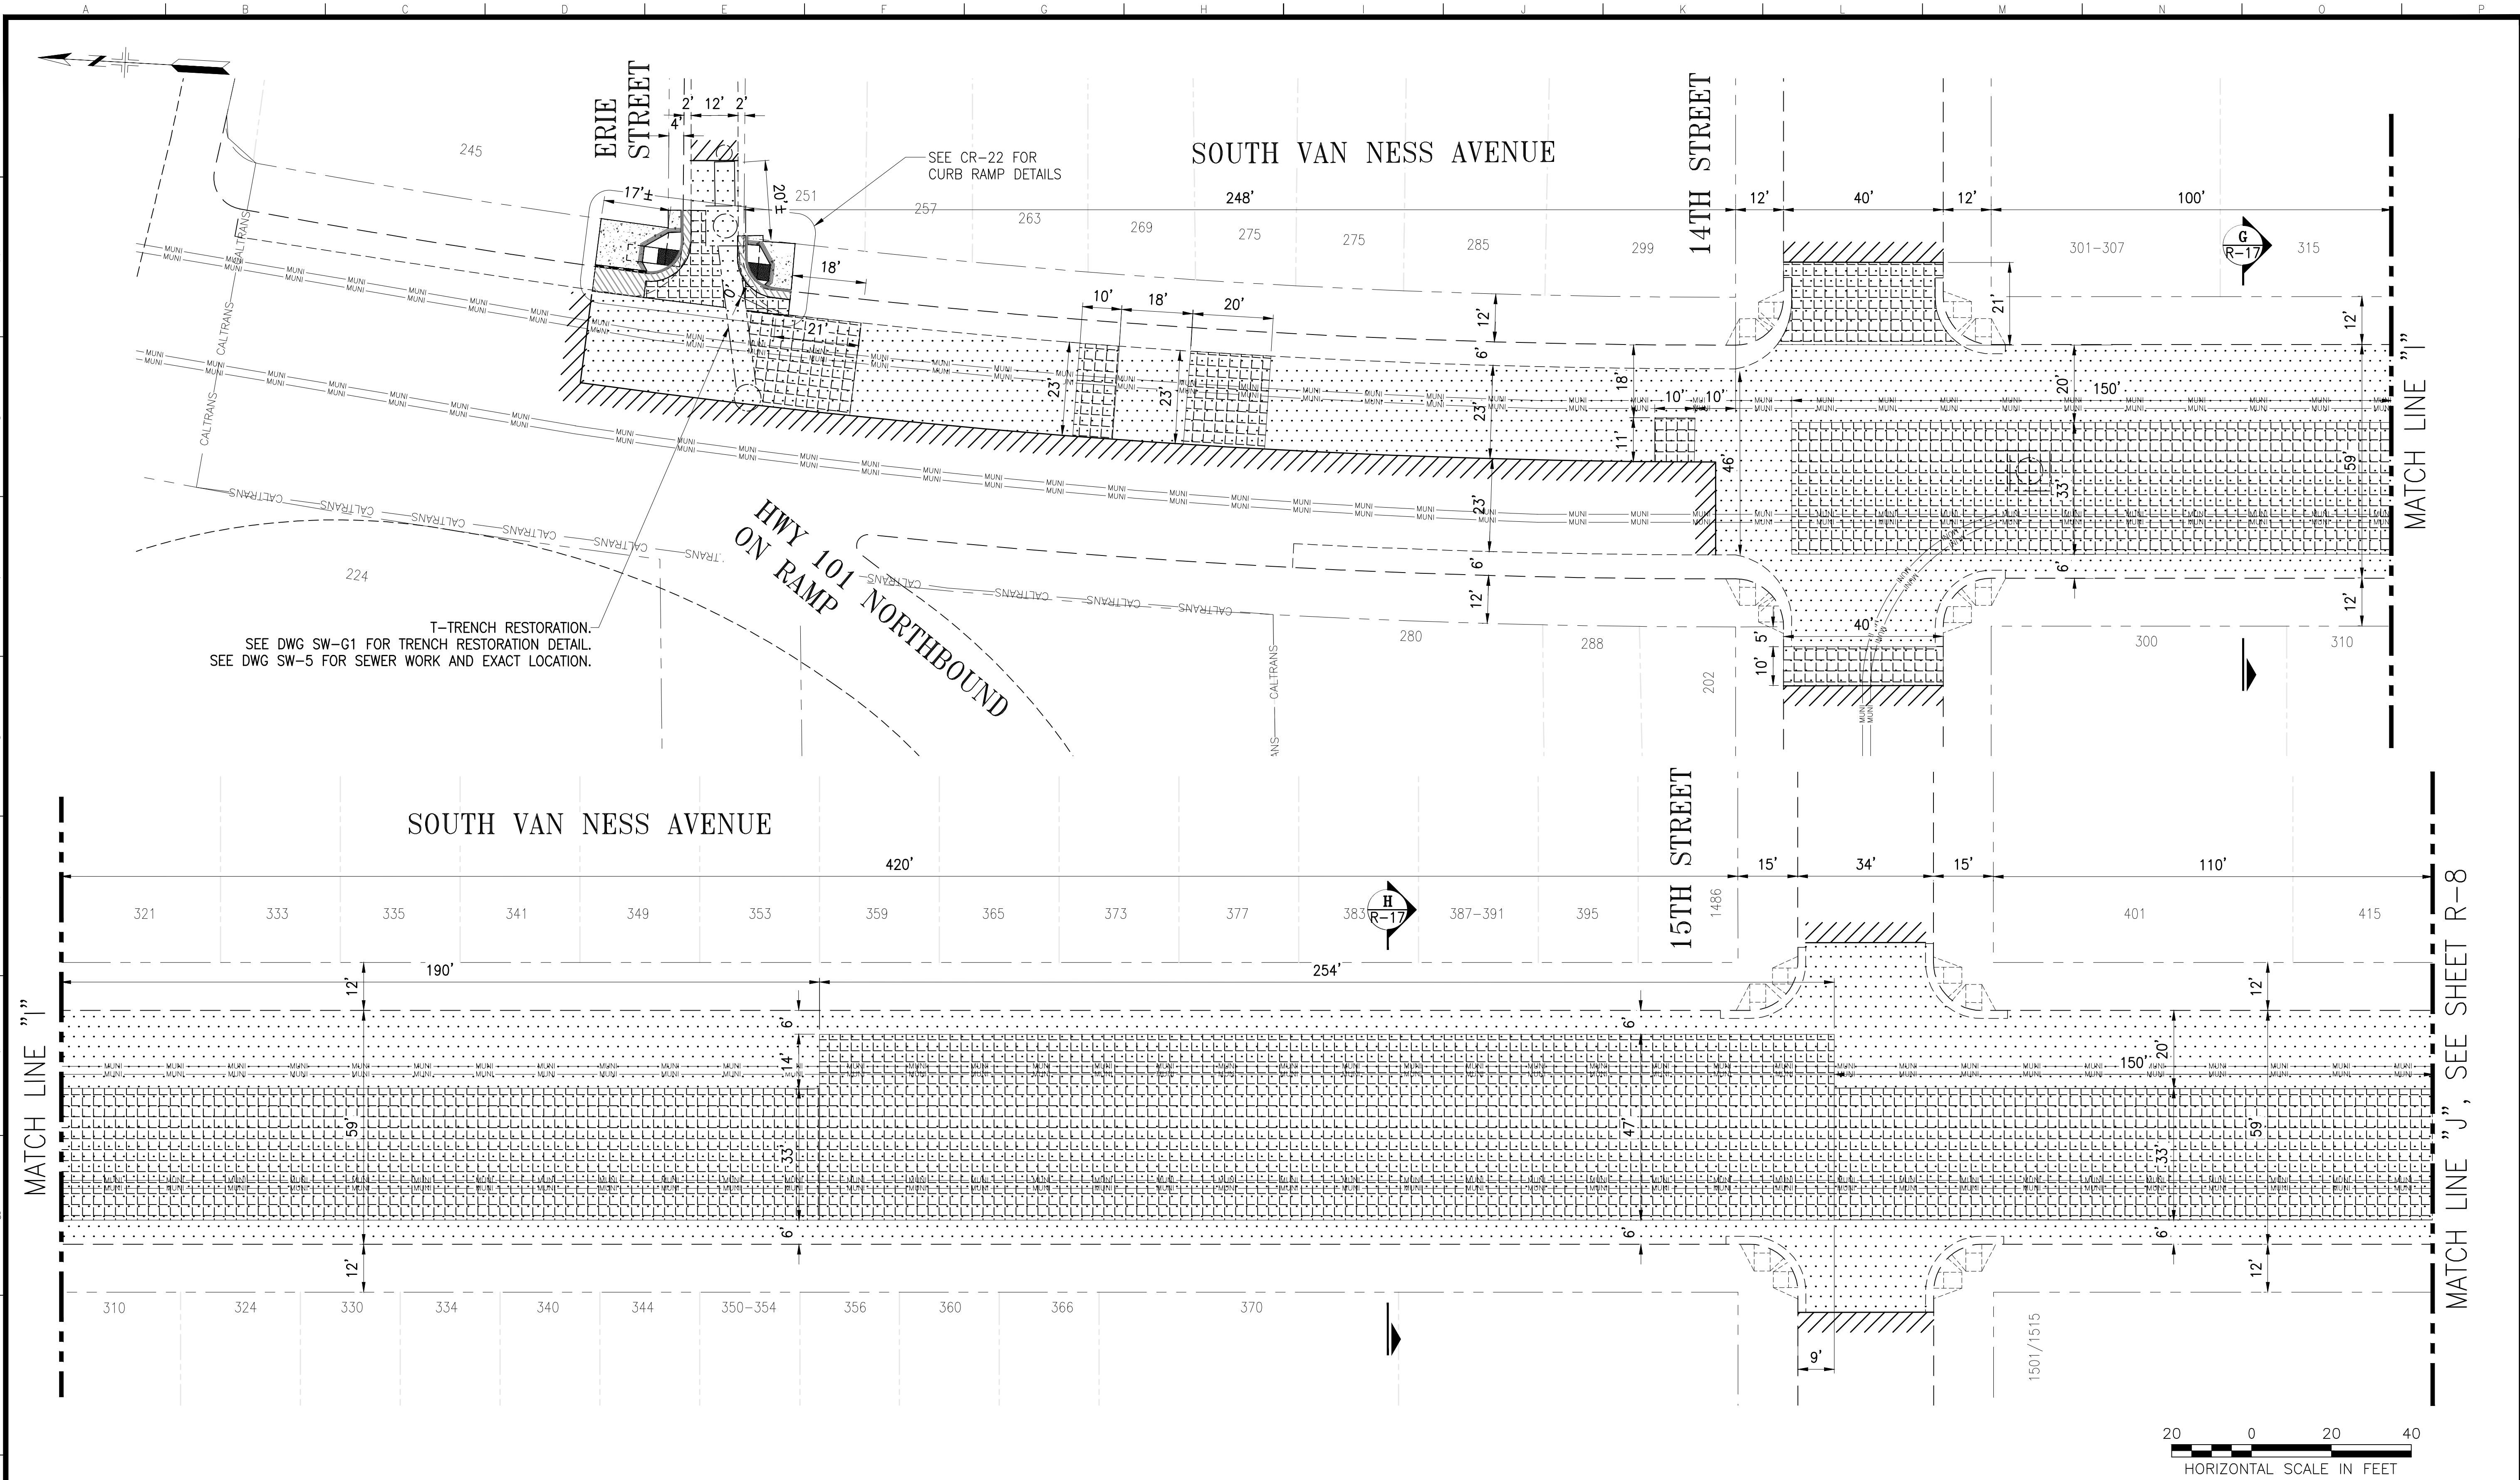 A B C D E F G H I J K L M N O P
ERIE
STREET
2' 12' 2'
4'
SEE CR-22 FOR
CURB RAMP DETAILS
SOUTH VAN NESS AVENUE
14TH STREET
245
17'±
20'±
251
257
263
269
275
275
285
299
248'
12' 40' 12' 100'
301-307
G
R-17
315
18'
10' 18' 20'
12'
6'
21'
12'
21'
23'
23'
23'
18'
10' 10'
11'
46'
20'
150'
59'
33'
23'
6'
12'
6'
12'
MUNI
CALTRANS
HWY 101 NORTHBOUND
ON RAMP
224
T-TRENCH RESTORATION.
SEE DWG SW-G1 FOR TRENCH RESTORATION DETAIL.
SEE DWG SW-5 FOR SEWER WORK AND EXACT LOCATION.
280
288
202
40'
5'
10'
300
310
MATCH LINE "I"
SOUTH VAN NESS AVENUE
15TH STREET
420'
15' 34' 15' 110'
321 333 335 341 349 353 359 365 373 377 383
H
R-17
387-391 395 1486 401 415
190'
254'
12'
6'
14'
59'
33'
6'
12'
6'
47'
6'
12'
20'
150'
59'
33'
6'
12'
9'
MUNI
310 324 330 334 340 344 350-354 356 360 366 370
1501/1515
MATCH LINE "I"
MATCH LINE "J", SEE SHEET R-8
20 0 20 40
HORIZONTAL SCALE IN FEET